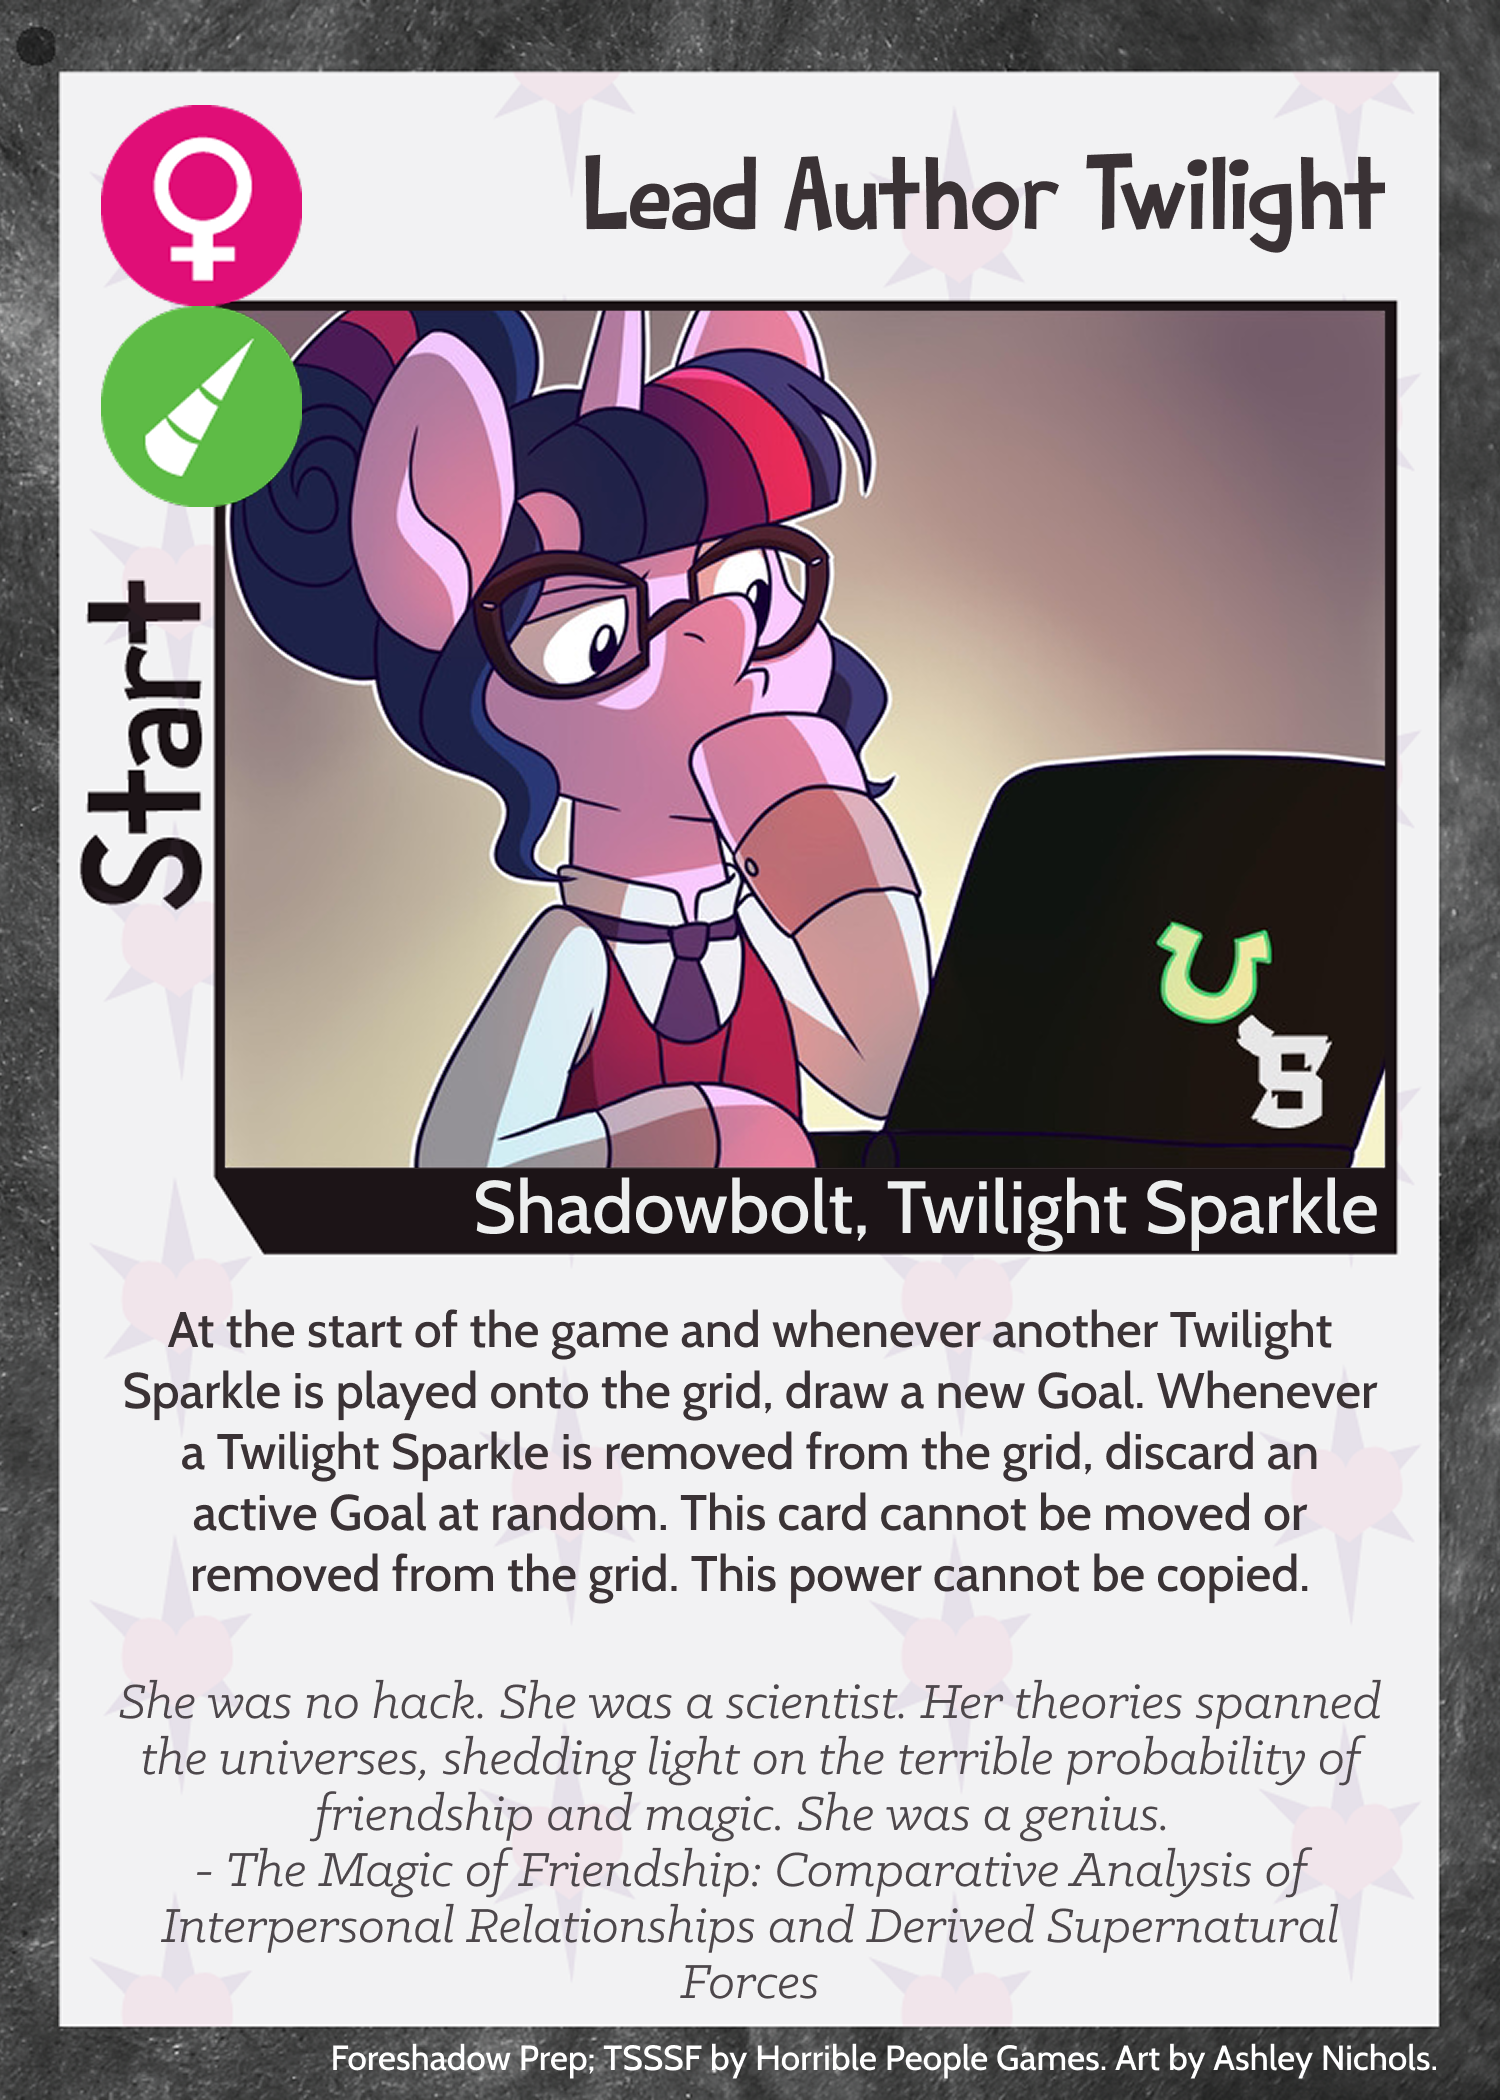 Lead Author Twilight
Start
S
Shadowbolt, Twilight Sparkle
At the start of the game and whenever another Twilight
Sparkle is played onto the grid, draw a new Goal. Whenever
a Twilight Sparkle is removed from the grid, discard an
active Goal at random. This card cannot be moved or
removed from the grid. This power cannot be copied.
She was no hack. She was a scientist. Her theories spanned
the universes, shedding light on the terrible probability of
friendship and magic. She was a genius.
- The Magic of Friendship: Comparative Analysis of
Interpersonal Relationships and Derived Supernatural
Forces
Foreshadow Prep; TSSSF by Horrible People Games. Art by Ashley Nichols.